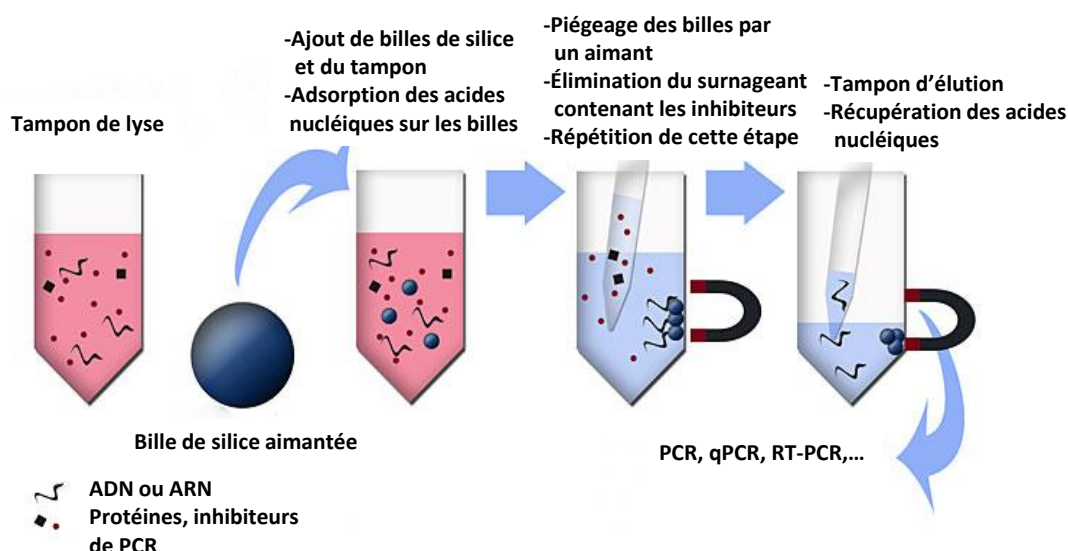 Tampon de lyse
-Ajout de billes de silice
et du tampon
-Adsorption des acides
nucléiques sur les billes
-Piégeage des billes par
un aimant
-Élimination du surnageant
contenant les inhibiteurs
-Répétition de cette étape
-Tampon d’élution
-Récupération des acides
nucléiques
Bille de silice aimantée
PCR, qPCR, RT-PCR,...
ADN ou ARN
Protéines, inhibiteurs
de PCR